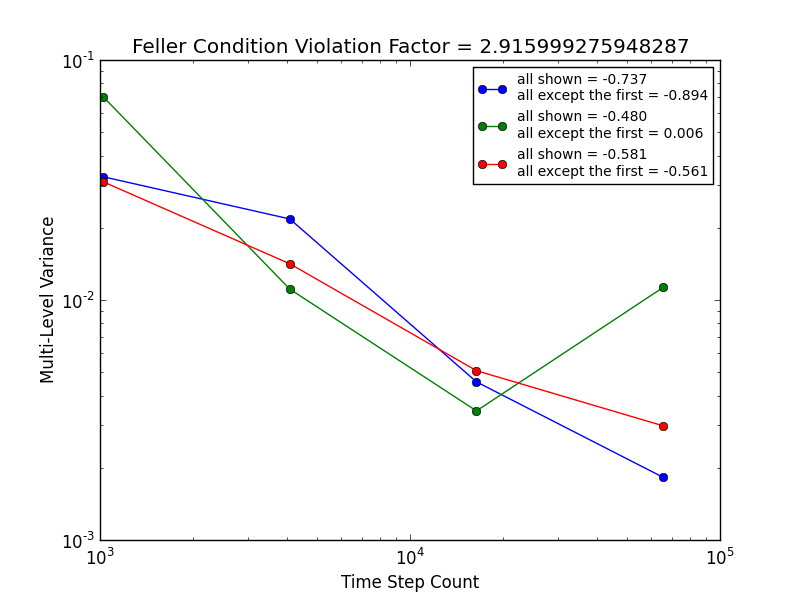 Feller Condition Violation Factor = 2.915999275948287
10^-1
all shown = -0.737
all except the first = -0.894
all shown = -0.480
all except the first = 0.006
all shown = -0.581
all except the first = -0.561
Multi-Level Variance
10^-2
10^-3
10^3
10^4
10^5
Time Step Count